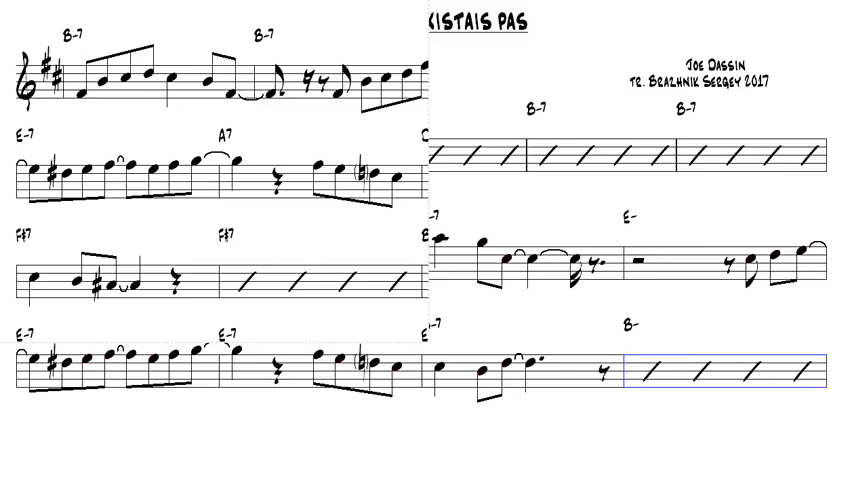 XISTAIS PAS
B-7 B-7
JOE DASSIN
TR. BRAZHNIK SERGEY 2017
B-7 B-7
E-7 A7
-7 E-
F#7 F#7
E-7 E-7 -7 B-